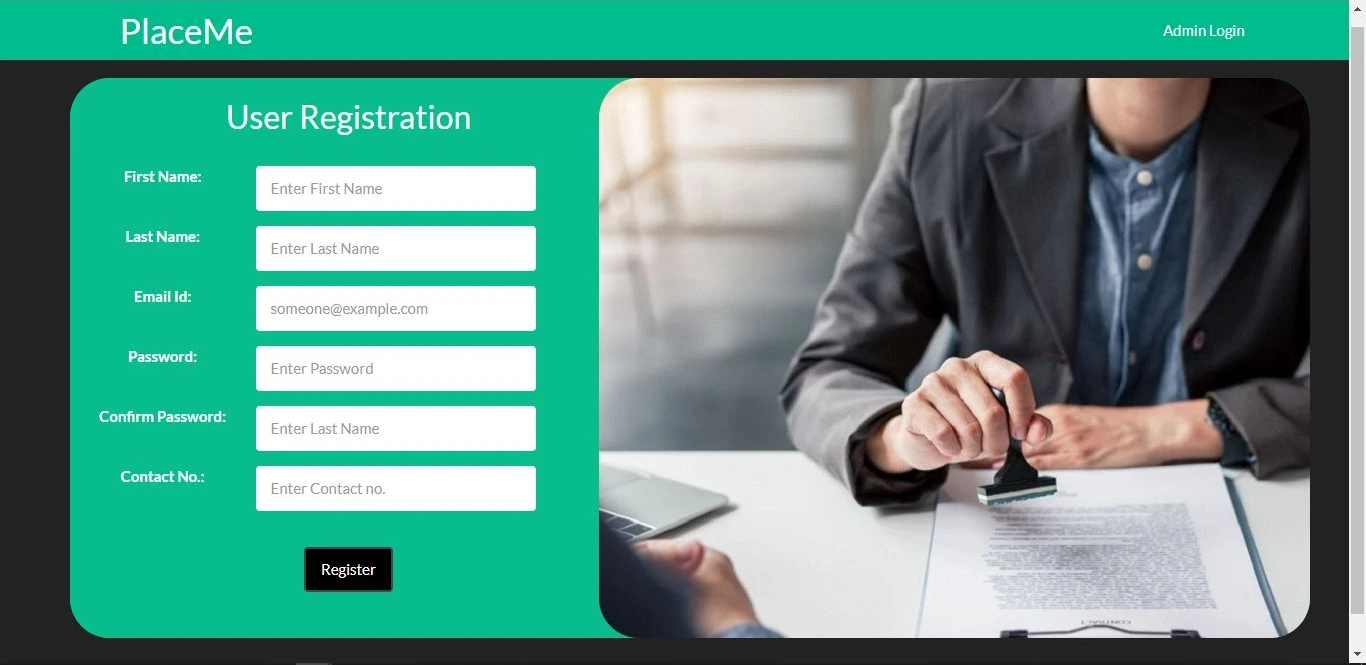 PlaceMe
Admin Login
User Registration
First Name:
Enter First Name
Last Name:
Enter Last Name
Email Id:
someone@example.com
Password:
Enter Password
Confirm Password:
Enter Last Name
Contact No.:
Enter Contact no.
Register
CONTRACT